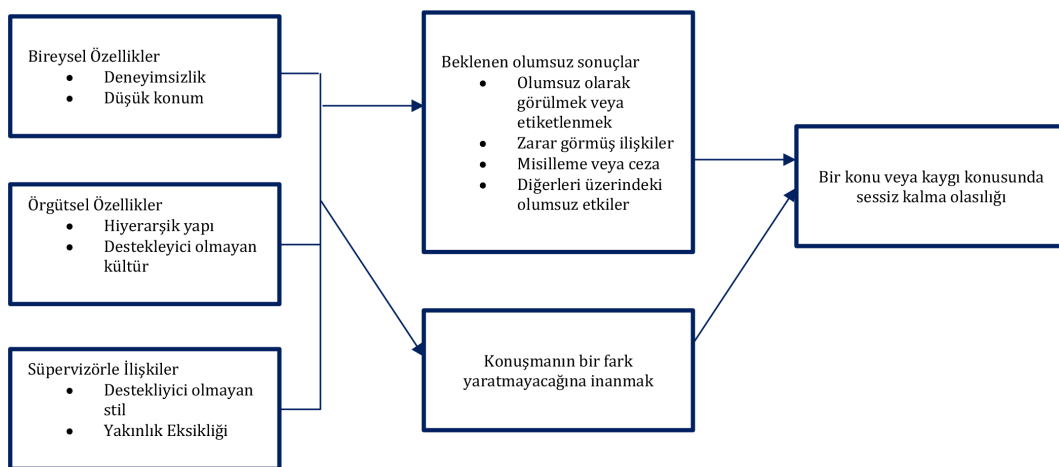 Bireysel Özellikler
• Deneyimsizlik
• Düşük konum
Örgütsel Özellikler
• Hiyerarşik yapı
• Destekleyici olmayan
kültür
Süpervizörle İlişkiler
• Destekliyici olmayan
stil
• Yakınlık Eksikliği
Beklenen olumsuz sonuçlar
• Olumsuz olarak
görülmek veya
etiketlenmek
• Zarar görmüş ilişkiler
• Misilleme veya ceza
• Diğerleri üzerindeki
olumsuz etkiler
Konuşmanın bir fark
yaratmayacağına inanmak
Bir konu veya kaygı konusunda
sessiz kalma olasılığı